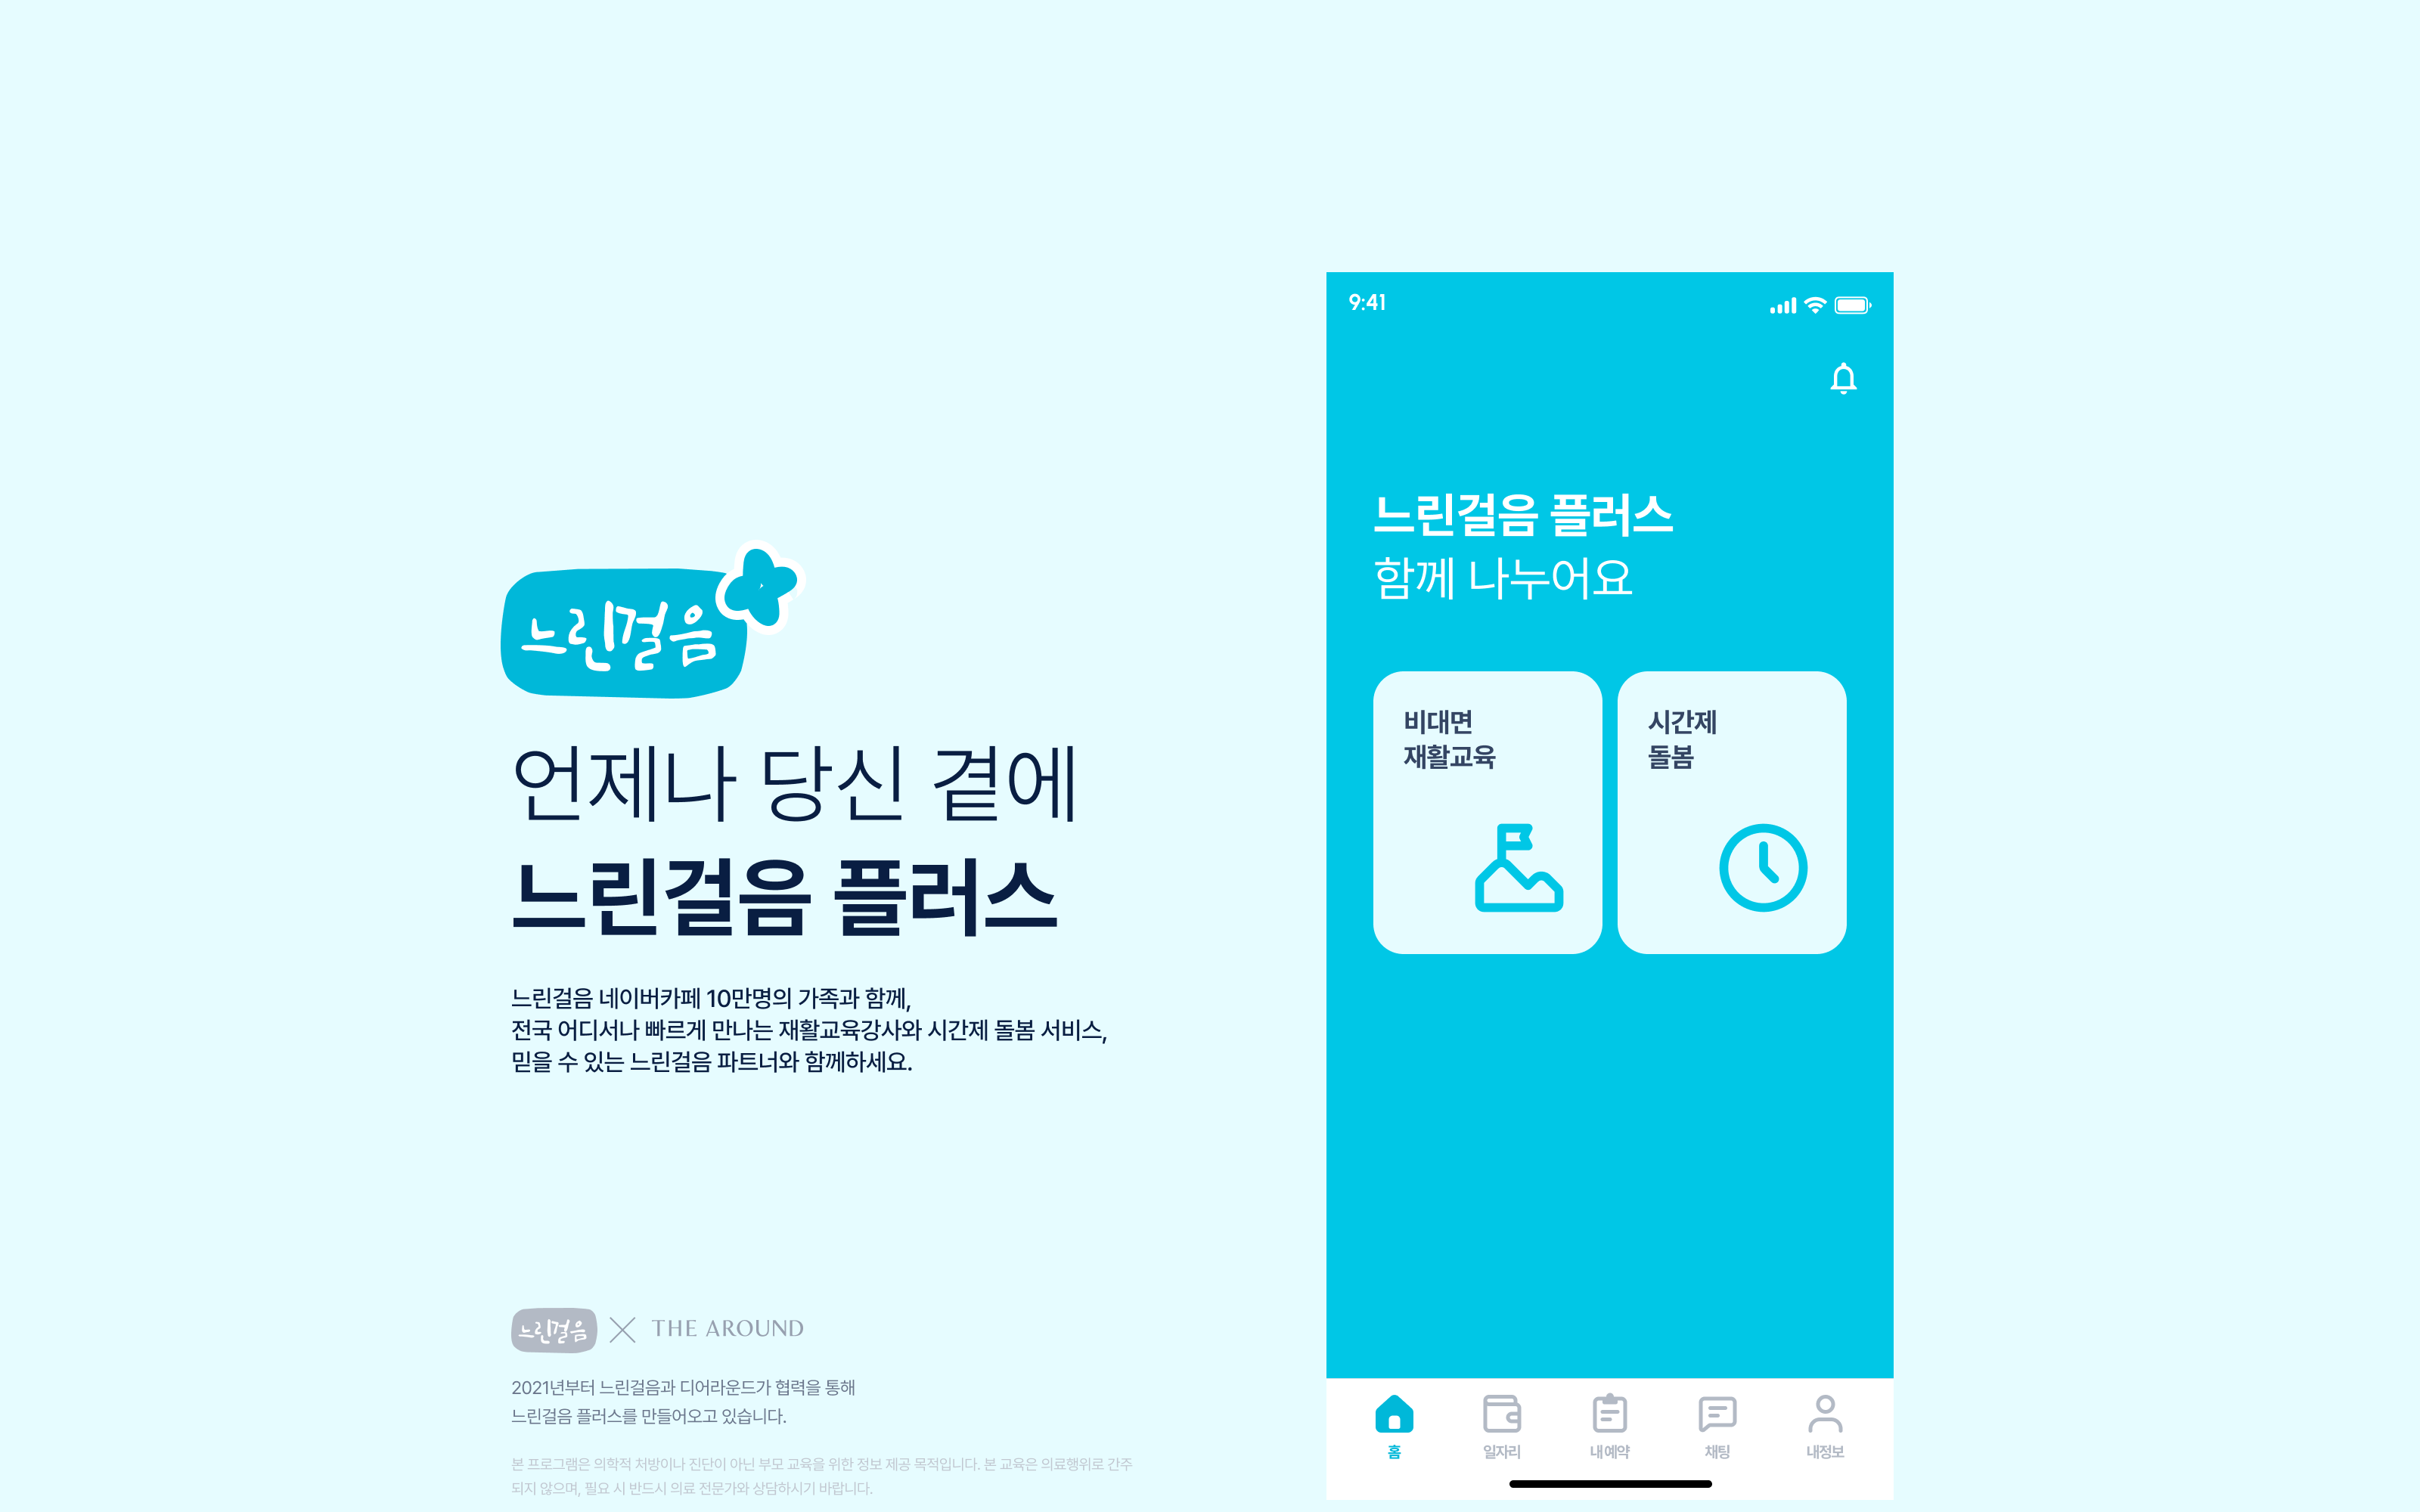 느린걸음
언제나 당신 곁에
느린걸음 플러스
느린걸음 네이버카페 10만명의 가족과 함께,
전국 어디서나 빠르게 만나는 재활교육강사와 시간제 돌봄 서비스,
믿을 수 있는 느린걸음 파트너와 함께하세요.
느린걸음 THE AROUND
2021년부터 느린걸음과 디어라운드가 협력을 통해
느린걸음 플러스를 만들어오고 있습니다.
본 프로그램은 의학적 처방이나 진단이 아닌 부모 교육을 위한 정보 제공 목적입니다. 본 교육은 의료행위로 간주
되지 않으며, 필요 시 반드시 의료 전문가와 상담하시기 바랍니다.
9:41
느린걸음 플러스
함께 나누어요
비대면
재활교육
시간제
돌봄
홈
일자리
내 예약
채팅
내정보